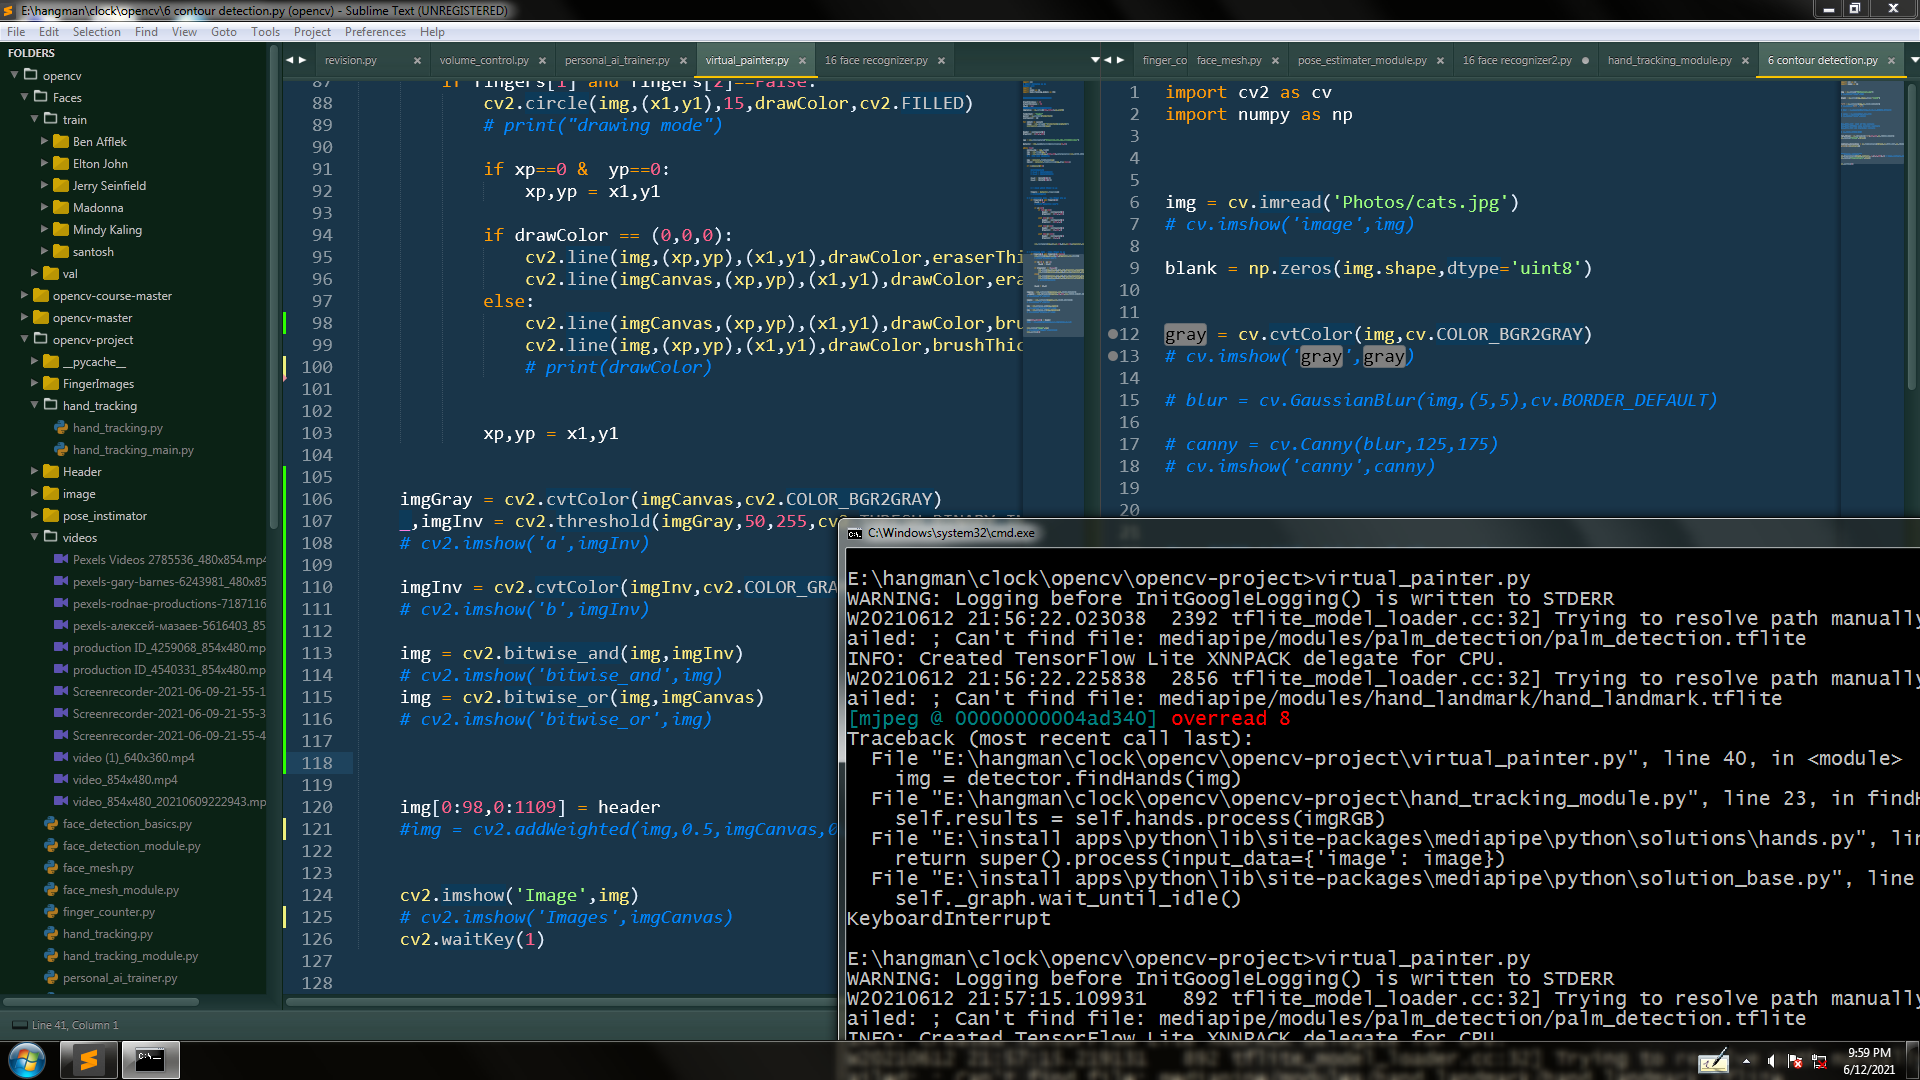 E:\hangman\clock\opencv\6 contour detection.py (opencv) - Sublime Text (UNREGISTERED)
File Edit Selection Find View Goto Tools Project Preferences Help
FOLDERS
opencv
Faces
train
Ben Afflek
Elton John
Jerry Seinfield
Madonna
Mindy Kaling
santosh
val
opencv-course-master
opencv-master
opencv-project
__pycache__
FingerImages
hand_tracking
hand_tracking.py
hand_tracking_main.py
Header
image
pose_instimator
videos
Pexels Videos 2785536_480x854.mp4
pexels-gary-barnes-6243981_480x85
pexels-rodnae-productions-7187116
pexels-алексей-мазаев-5616403_85
production ID_4259068_854x480.mp
production ID_4540331_854x480.mp
Screenrecorder-2021-06-09-21-55-1
Screenrecorder-2021-06-09-21-55-3
Screenrecorder-2021-06-09-21-55-4
video (1)_640x360.mp4
video_854x480.mp4
video_854x480_20210609222943.mp
face_detection_basics.py
face_detection_module.py
face_mesh.py
face_mesh_module.py
finger_counter.py
hand_tracking.py
hand_tracking_module.py
personal_ai_trainer.py
revision.py volume_control.py personal_ai_trainer.py virtual_painter.py 16 face recognizer.py
87 if fingers[1] and fingers[2]==False:
88 cv2.circle(img,(x1,y1),15,drawColor,cv2.FILLED)
89 # print("drawing mode")
90
91 if xp==0 & yp==0:
92 xp,yp = x1,y1
93
94 if drawColor == (0,0,0):
95 cv2.line(img,(xp,yp),(x1,y1),drawColor,eraserThi
96 cv2.line(imgCanvas,(xp,yp),(x1,y1),drawColor,era
97 else:
98 cv2.line(imgCanvas,(xp,yp),(x1,y1),drawColor,bru
99 cv2.line(img,(xp,yp),(x1,y1),drawColor,brushThic
100 # print(drawColor)
101
102
103 xp,yp = x1,y1
104
105
106 imgGray = cv2.cvtColor(imgCanvas,cv2.COLOR_BGR2GRAY)
107 _,imgInv = cv2.threshold(imgGray,50,255,cv2.THRESH_BINARY_I
108 # cv2.imshow('a',imgInv)
109
110 imgInv = cv2.cvtColor(imgInv,cv2.COLOR_GRA
111 # cv2.imshow('b',imgInv)
112
113 img = cv2.bitwise_and(img,imgInv)
114 # cv2.imshow('bitwise_and',img)
115 img = cv2.bitwise_or(img,imgCanvas)
116 # cv2.imshow('bitwise_or',img)
117
118
119
120 img[0:98,0:1109] = header
121 #img = cv2.addWeighted(img,0.5,imgCanvas,0
122
123
124 cv2.imshow('Image',img)
125 # cv2.imshow('Images',imgCanvas)
126 cv2.waitKey(1)
127
128
finger_co face_mesh.py pose_estimater_module.py 16 face recognizer2.py hand_tracking_module.py 6 contour detection.py
1 import cv2 as cv
2 import numpy as np
3
4
5
6 img = cv.imread('Photos/cats.jpg')
7 # cv.imshow('image',img)
8
9 blank = np.zeros(img.shape,dtype='uint8')
10
11
12 gray = cv.cvtColor(img,cv.COLOR_BGR2GRAY)
13 # cv.imshow('gray',gray)
14
15 # blur = cv.GaussianBlur(img,(5,5),cv.BORDER_DEFAULT)
16
17 # canny = cv.Canny(blur,125,175)
18 # cv.imshow('canny',canny)
19
20
21
C:\Windows\system32\cmd.exe
E:\hangman\clock\opencv\opencv-project>virtual_painter.py
WARNING: Logging before InitGoogleLogging() is written to STDERR
W20210612 21:56:22.023038 2392 tflite_model_loader.cc:32] Trying to resolve path manually
ailed: ; Can't find file: mediapipe/modules/palm_detection/palm_detection.tflite
INFO: Created TensorFlow Lite XNNPACK delegate for CPU.
W20210612 21:56:22.225838 2856 tflite_model_loader.cc:32] Trying to resolve path manually
ailed: ; Can't find file: mediapipe/modules/hand_landmark/hand_landmark.tflite
[mjpeg @ 00000000004ad340] overread 8
Traceback (most recent call last):
File "E:\hangman\clock\opencv\opencv-project\virtual_painter.py", line 40, in <module>
img = detector.findHands(img)
File "E:\hangman\clock\opencv\opencv-project\hand_tracking_module.py", line 23, in findH
self.results = self.hands.process(imgRGB)
File "E:\install apps\python\lib\site-packages\mediapipe\python\solutions\hands.py", lin
return super().process(input_data={'image': image})
File "E:\install apps\python\lib\site-packages\mediapipe\python\solution_base.py", line
self._graph.wait_until_idle()
KeyboardInterrupt
E:\hangman\clock\opencv\opencv-project>virtual_painter.py
WARNING: Logging before InitGoogleLogging() is written to STDERR
W20210612 21:57:15.109931 892 tflite_model_loader.cc:32] Trying to resolve path manually
ailed: ; Can't find file: mediapipe/modules/palm_detection/palm_detection.tflite
INFO: Created TensorFlow Lite XNNPACK delegate for CPU.
Line 41, Column 1
9:59 PM
6/12/2021